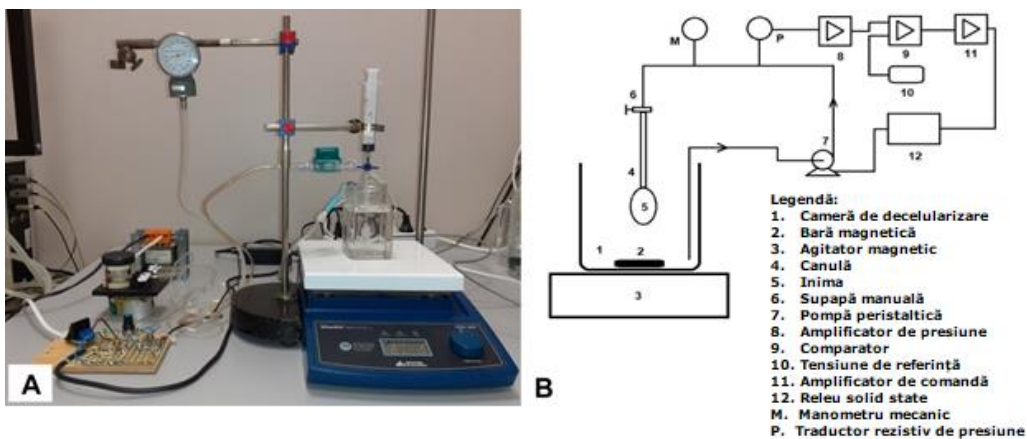 A
B
M
P
8
9
11
10
6
7
12
4
5
1
2
3
Legendă:
1. Cameră de decelularizare
2. Bară magnetică
3. Agitator magnetic
4. Canulă
5. Inima
6. Supapă manuală
7. Pompă peristaltică
8. Amplificator de presiune
9. Comparator
10. Tensiune de referință
11. Amplificator de comandă
12. Releu solid state
M. Manometru mecanic
P. Traductor rezistiv de presiune